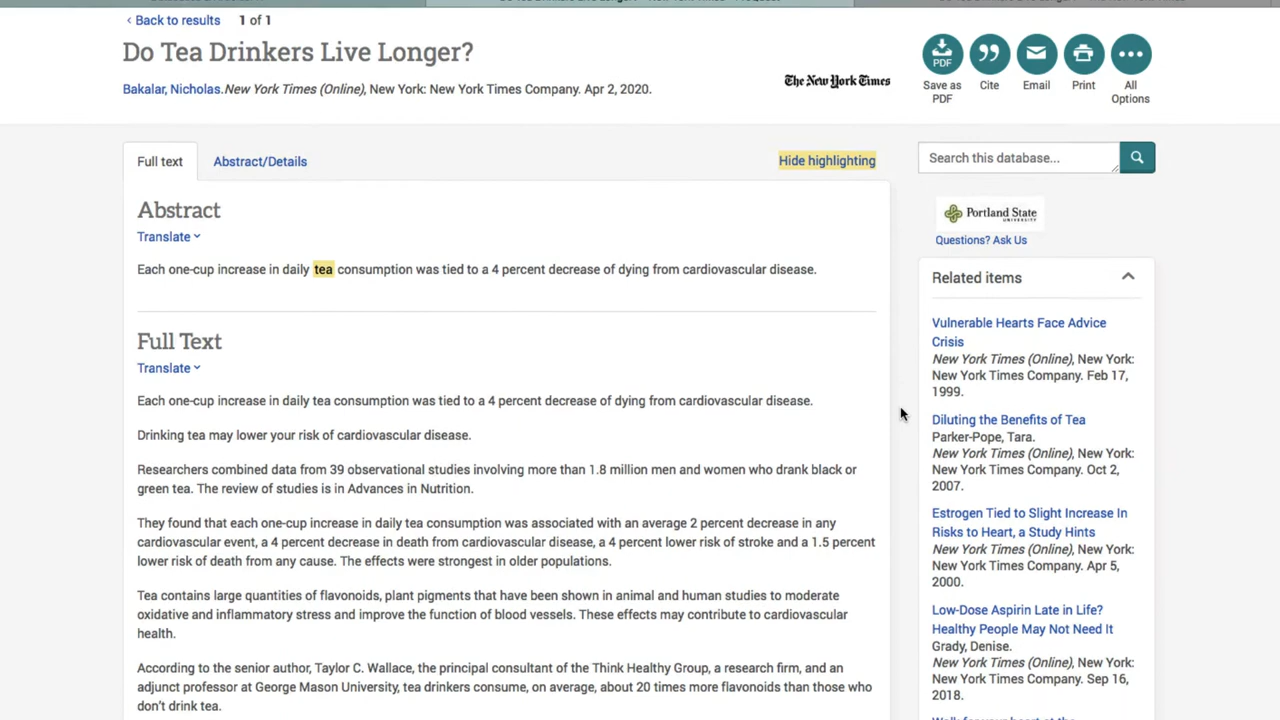 Back to results 1 of 1
Do Tea Drinkers Live Longer?
Bakalar, Nicholas. New York Times (Online), New York: New York Times Company. Apr 2, 2020.
The New York Times
PDF
Save as PDF
Cite
Email
Print
All Options
Full text
Abstract/Details
Hide highlighting
Search this database...
Abstract
Translate
Each one-cup increase in daily tea consumption was tied to a 4 percent decrease of dying from cardiovascular disease.
Full Text
Translate
Each one-cup increase in daily tea consumption was tied to a 4 percent decrease of dying from cardiovascular disease.
Drinking tea may lower your risk of cardiovascular disease.
Researchers combined data from 39 observational studies involving more than 1.8 million men and women who drank black or
green tea. The review of studies is in Advances in Nutrition.
They found that each one-cup increase in daily tea consumption was associated with an average 2 percent decrease in any
cardiovascular event, a 4 percent decrease in death from cardiovascular disease, a 4 percent lower risk of stroke and a 1.5 percent
lower risk of death from any cause. The effects were strongest in older populations.
Tea contains large quantities of flavonoids, plant pigments that have been shown in animal and human studies to moderate
oxidative and inflammatory stress and improve the function of blood vessels. These effects may contribute to cardiovascular
health.
According to the senior author, Taylor C. Wallace, the principal consultant of the Think Healthy Group, a research firm, and an
adjunct professor at George Mason University, tea drinkers consume, on average, about 20 times more flavonoids than those who
don't drink tea.
Portland State
UNIVERSITY
Questions? Ask Us
Related items
Vulnerable Hearts Face Advice
Crisis
New York Times (Online), New York:
New York Times Company. Feb 17,
1999.
Diluting the Benefits of Tea
Parker-Pope, Tara.
New York Times (Online), New York:
New York Times Company. Oct 2,
2007.
Estrogen Tied to Slight Increase In
Risks to Heart, a Study Hints
New York Times (Online), New York:
New York Times Company. Apr 5,
2000.
Low-Dose Aspirin Late in Life?
Healthy People May Not Need It
Grady, Denise.
New York Times (Online), New York:
New York Times Company. Sep 16,
2018.